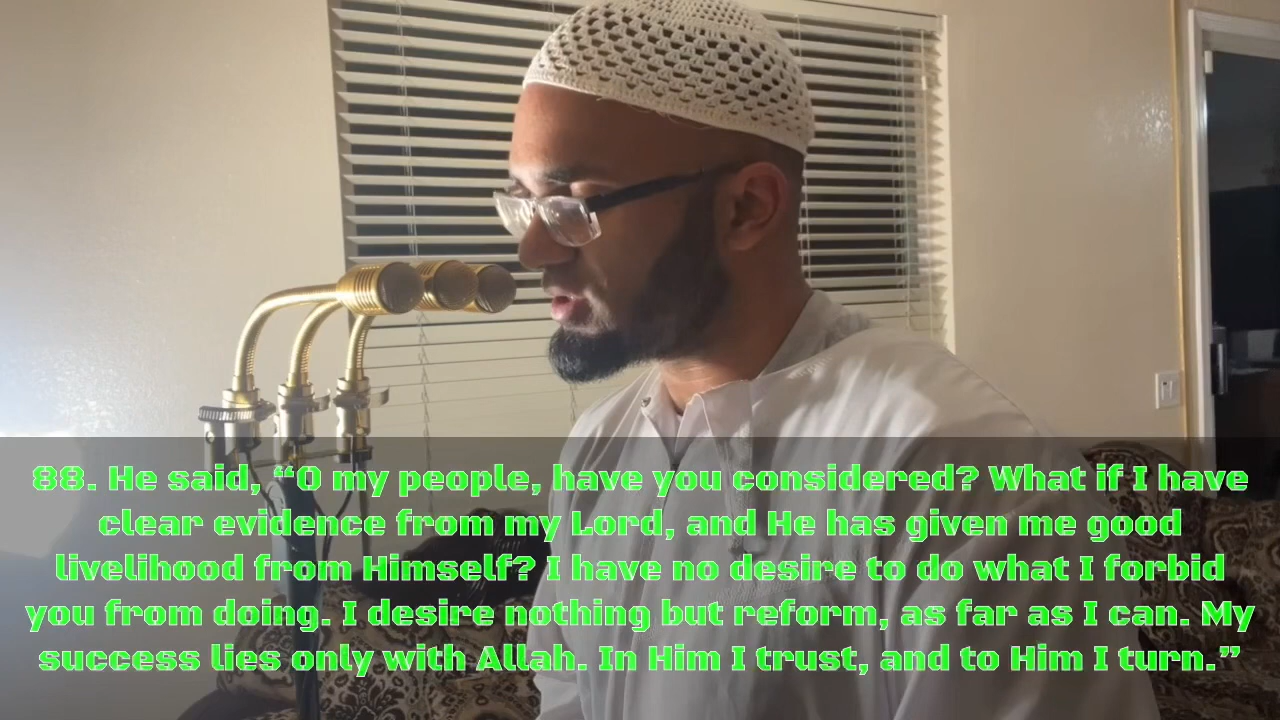 88. He said, “O my people, have you considered? What if I have
clear evidence from my Lord, and He has given me good
livelihood from Himself? I have no desire to do what I forbid
you from doing. I desire nothing but reform, as far as I can. My
success lies only with Allah. In Him I trust, and to Him I turn.”